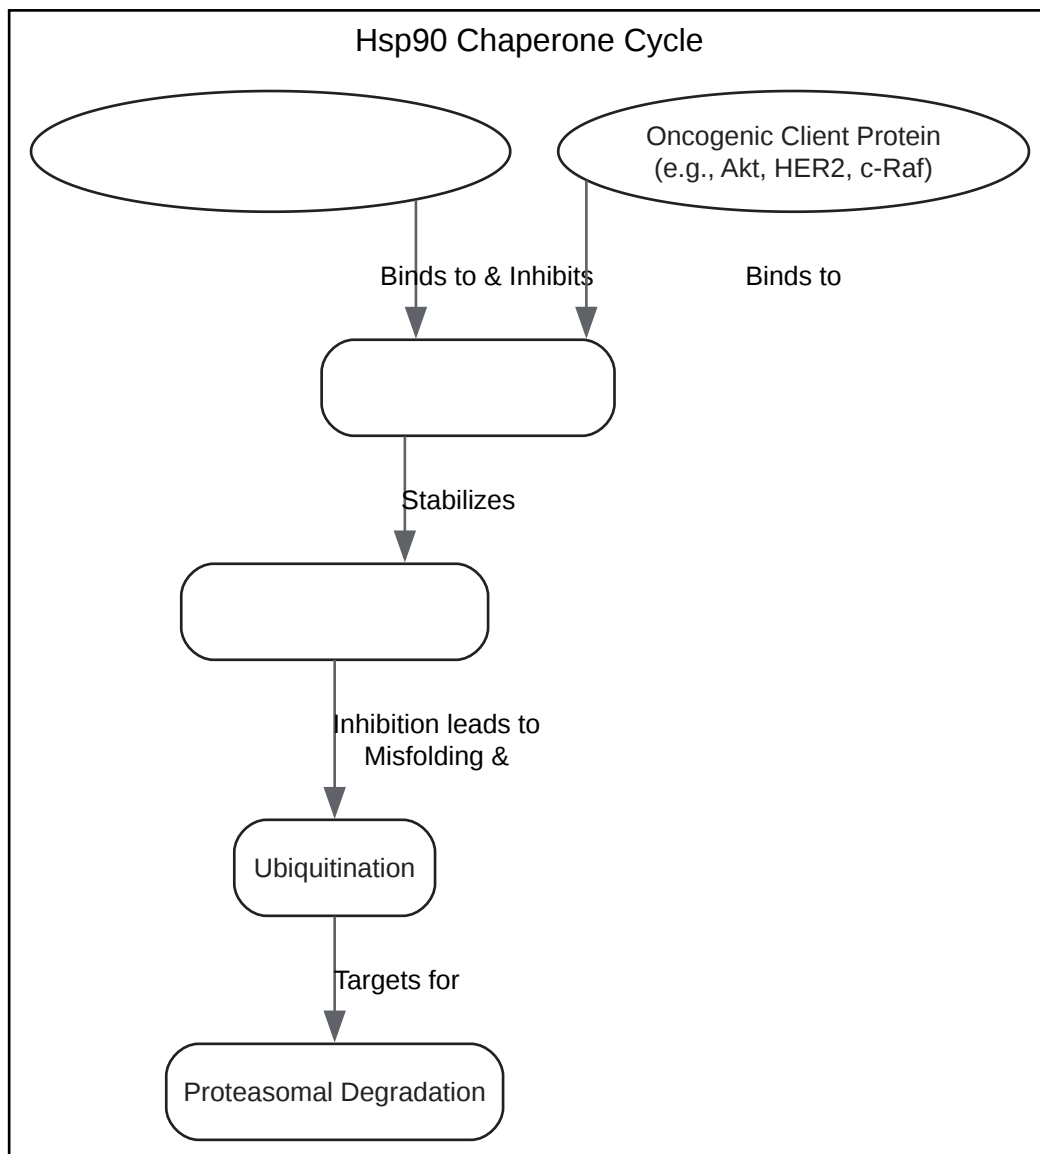 Hsp90 Chaperone Cycle
Oncogenic Client Protein
(e.g., Akt, HER2, c-Raf)
Binds to & Inhibits
Binds to
Stabilizes
Inhibition leads to
Misfolding &
Ubiquitination
Targets for
Proteasomal Degradation